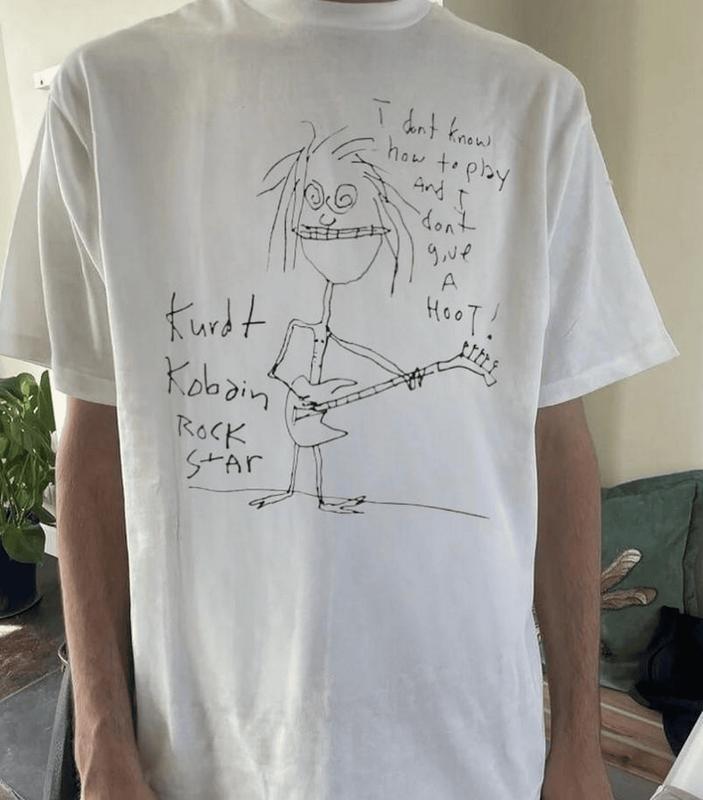 I dont know
how to play
And I
dont
give
A
HOOT!
Kurdt
Kobain
ROCK
StAr